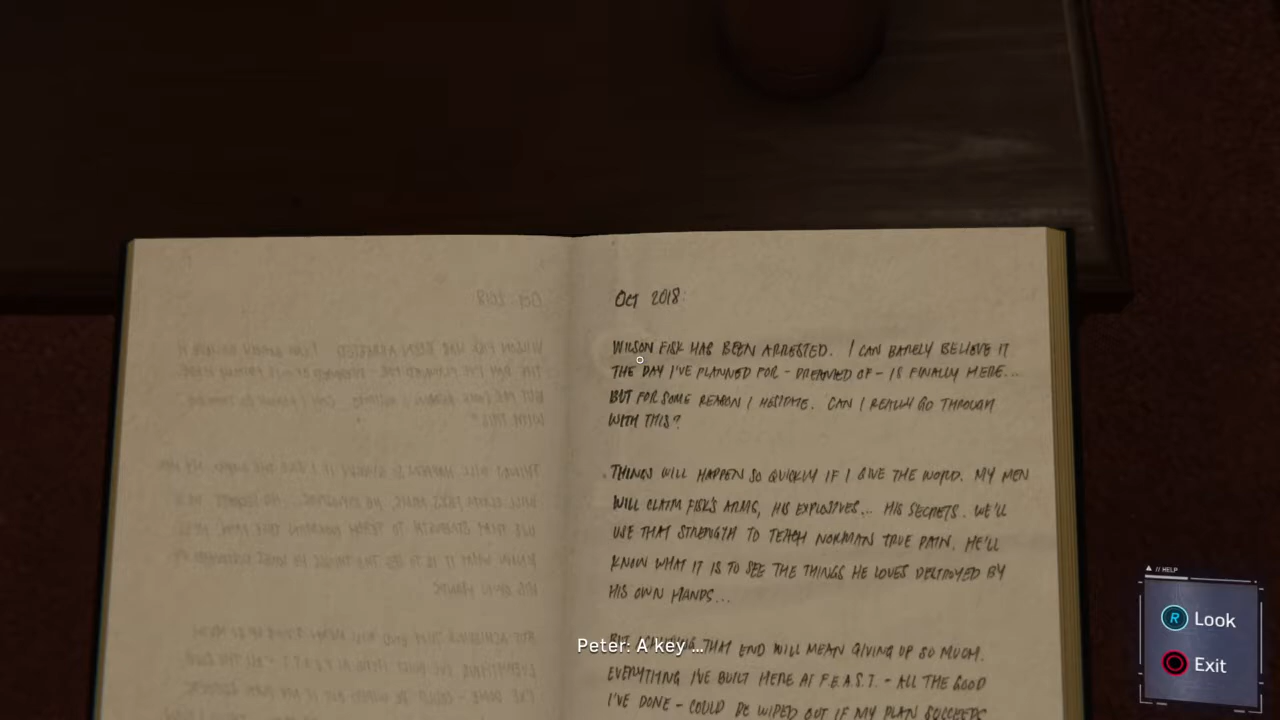 Oct 2018
WILSON FISK HAS BEEN ARRESTED. I CAN BARELY BELIEVE IT
THE DAY I'VE PLANNED FOR - DREAMED OF - IS FINALLY HERE...
BUT FOR SOME REASON I HESITATE. CAN I REALLY GO THROUGH
WITH THIS?
THINGS WILL HAPPEN SO QUICKLY IF I GIVE THE WORD. MY MEN
WILL CLAIM FISK'S ARMS, HIS EXPLOSIVES... HIS SECRETS. WE'LL
USE THAT STRENGTH TO TEACH NORMAN TRUE PAIN. HE'LL
KNOW WHAT IT IS TO SEE THE THINGS HE LOVES DESTROYED BY
HIS OWN HANDS...
BUT ACHIEVING THAT END WILL MEAN GIVING UP SO MUCH.
Peter: A key ...
EVERYTHING I'VE BUILT HERE AT F.E.A.S.T. - ALL THE GOOD
I'VE DONE - COULD BE WIPED OUT IF MY PLAN SUCCEEDS
// HELP
R Look
Exit